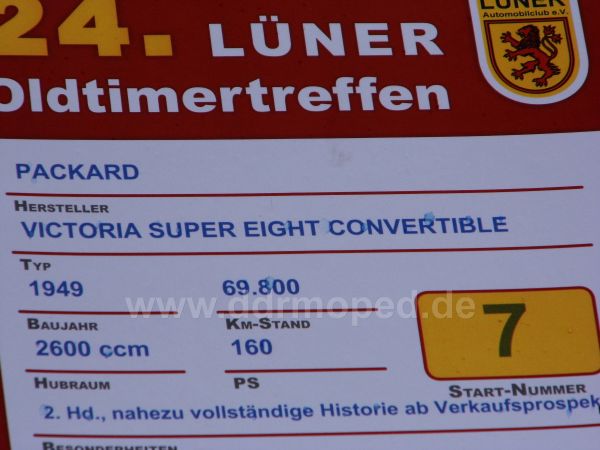 24. LÜNER
Oldtimertreffen
LÜNER
Automobilclub e.V.
PACKARD
HERSTELLER
VICTORIA SUPER EIGHT CONVERTIBLE
TYP
1949 69.800
www.ddrmoped.de
BAUJAHR KM-STAND
7
2600 ccm 160
HUBRAUM PS
START-NUMMER
2. Hd., nahezu vollständige Historie ab Verkaufsprospek
BESONDERHEITEN